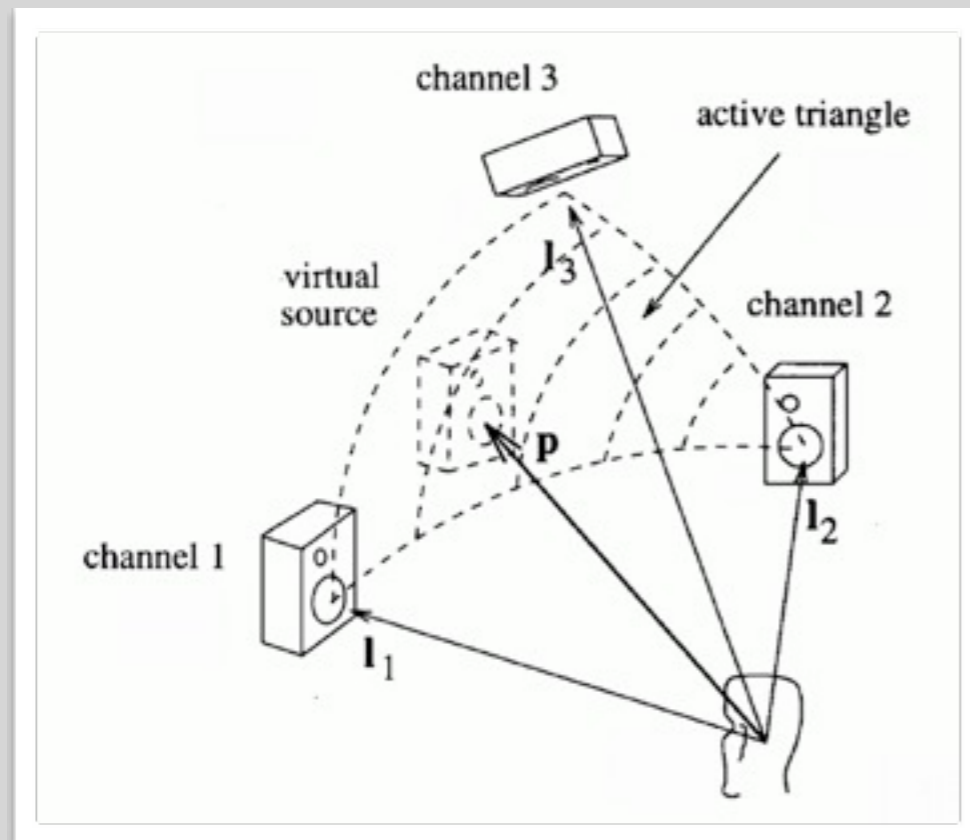 channel 3
active triangle
l3
virtual
source
channel 2
p
l2
channel 1
l1